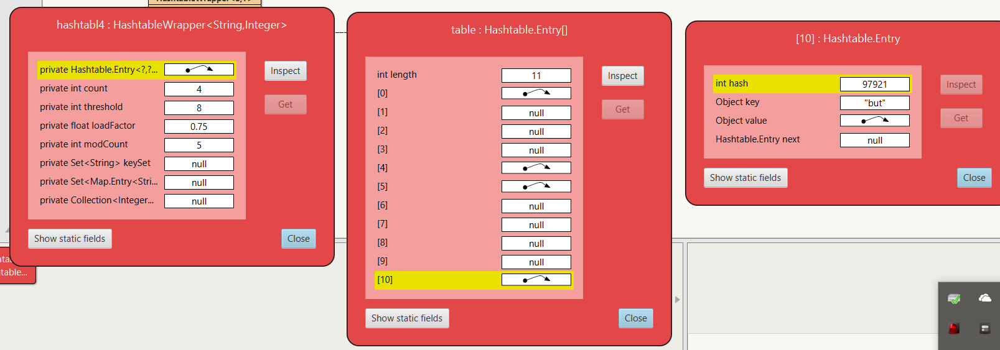 hashtabl4 : HashtableWrapper<String,Integer>
private Hashtable.Entry<?,?...
private int count 4
private int threshold 8
private float loadFactor 0.75
private int modCount 5
private Set<String> keySet null
private Set<Map.Entry<Stri... null
private Collection<Integer... null
Inspect
Get
Show static fields
Close
table...
table : Hashtable.Entry[]
int length 11
[0]
[1] null
[2] null
[3] null
[4]
[5]
[6] null
[7] null
[8] null
[9] null
[10]
Inspect
Get
Show static fields
Close
[10] : Hashtable.Entry
int hash 97921
Object key "but"
Object value
Hashtable.Entry next null
Inspect
Get
Show static fields
Close